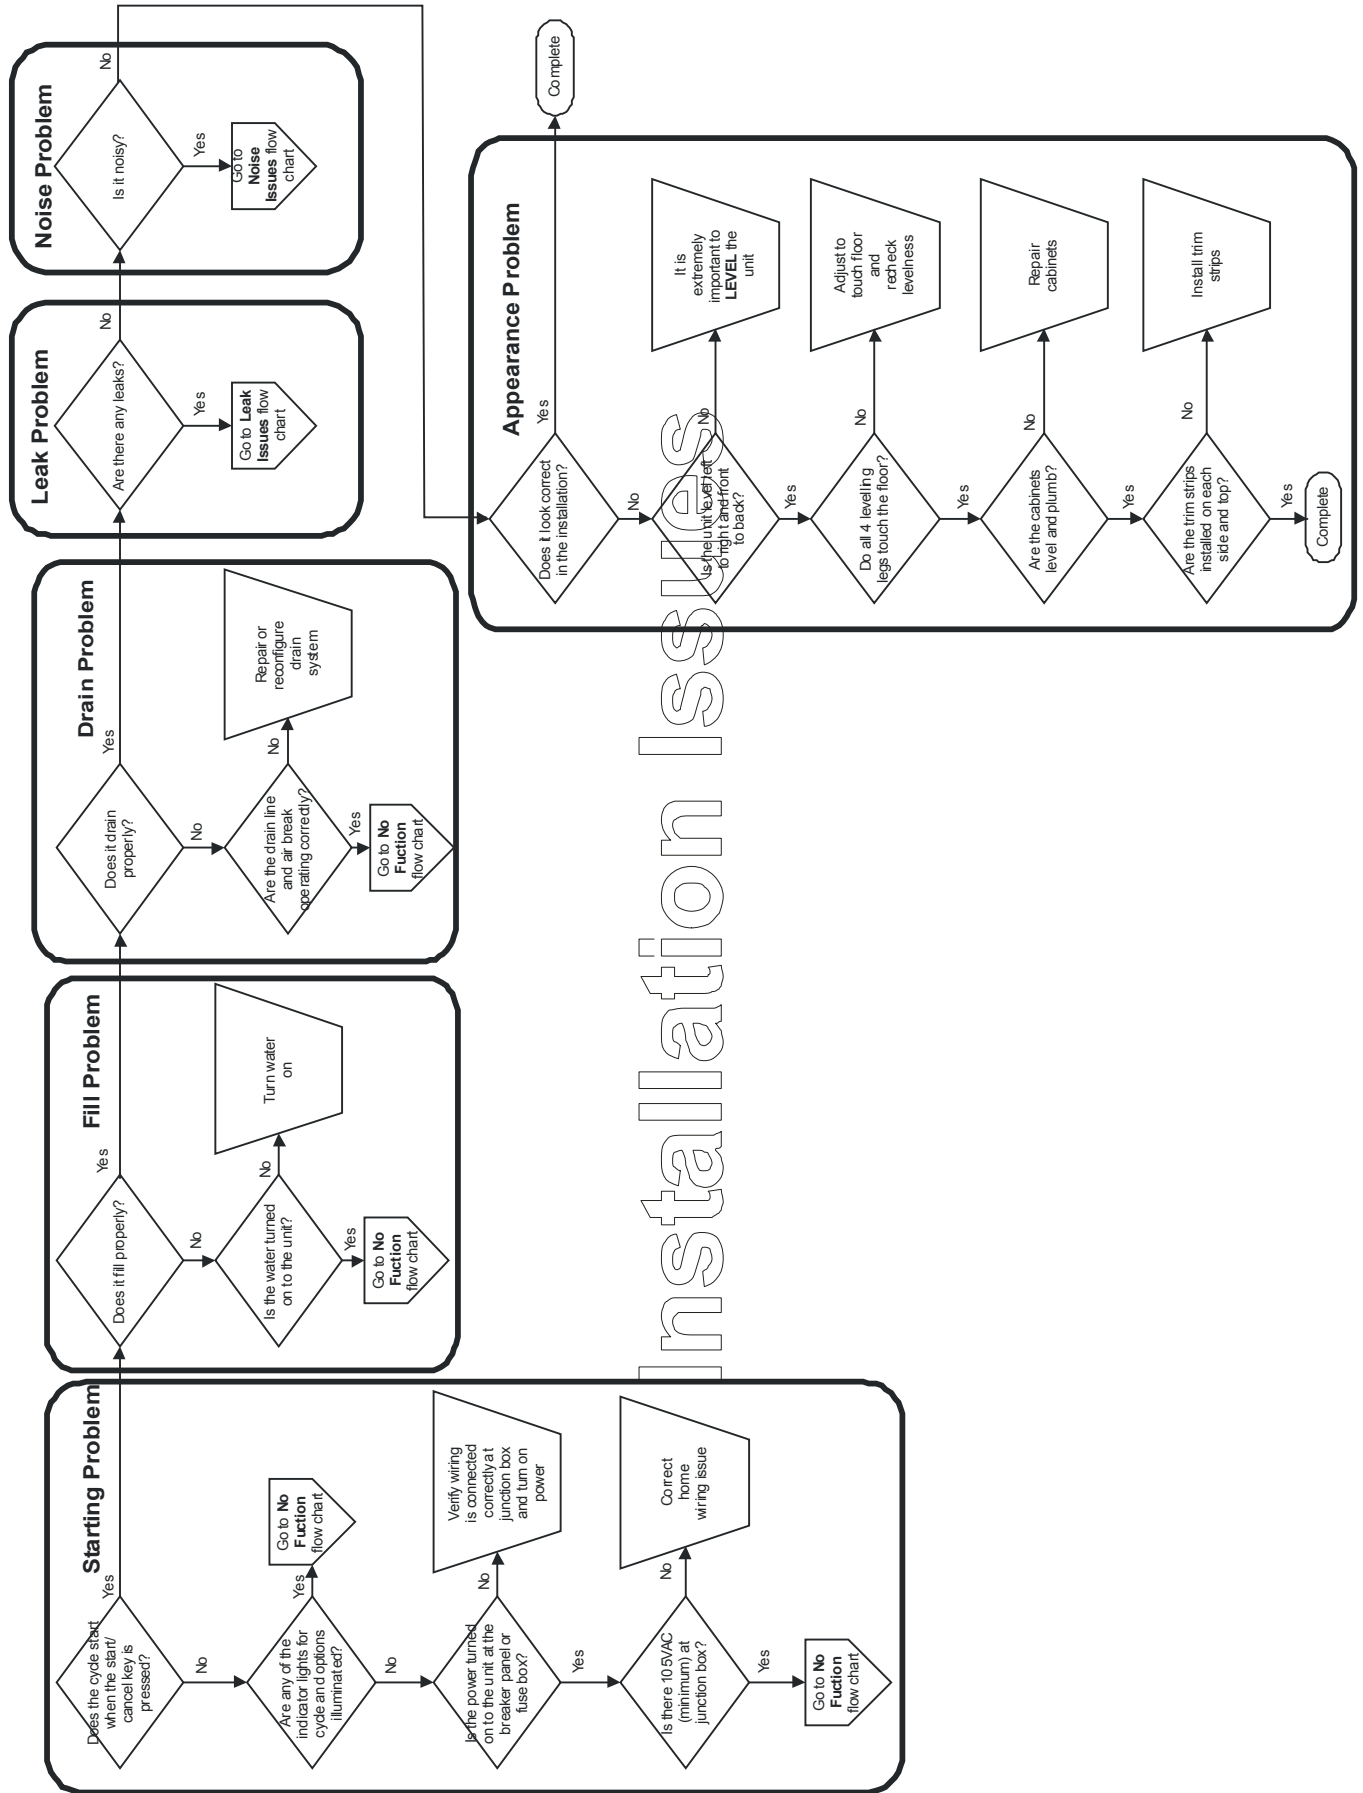 Installation Issues
Starting Problem
Does the cycle start
when the start/
cancel key is
pressed?
Yes
No
Are any of the
indicator lights for
cycle and options
illuminated?
Yes
Go to No
Fuction
flow chart
No
Is the power turned
on to the unit at the
breaker panel or
fuse box?
No
Verify wiring
is connected
correctly at
junction box
and turn on
power
Yes
Is there 105VAC
(minimum) at
junction box?
No
Correct
home
wiring issue
Yes
Go to No
Fuction
flow chart
Fill Problem
Does it fill properly?
Yes
No
Is the water turned
on to the unit?
No
Turn water
on
Yes
Go to No
Fuction
flow chart
Drain Problem
Does it drain
properly?
Yes
No
Are the drain line
and air break
operating correctly?
No
Repair or
reconfigure
drain
system
Yes
Go to No
Fuction
flow chart
Leak Problem
Are there any leaks?
No
Yes
Go to Leak
Issues flow
chart
Noise Problem
Is it noisy?
No
Yes
Go to
Noise
Issues flow
chart
Appearance Problem
Does it look correct
in the installation?
Yes
Complete
No
Is the unit level left
to right and front
to back?
No
It is
extremely
important to
LEVEL the
unit
Yes
Do all 4 levelling
legs touch the floor?
No
Adjust to
touch floor
and
recheck
levelness
Yes
Are the cabinets
level and plumb?
No
Repair
cabinets
Yes
Are the trim strips
installed on each
side and top?
No
Install trim
strips
Yes
Complete